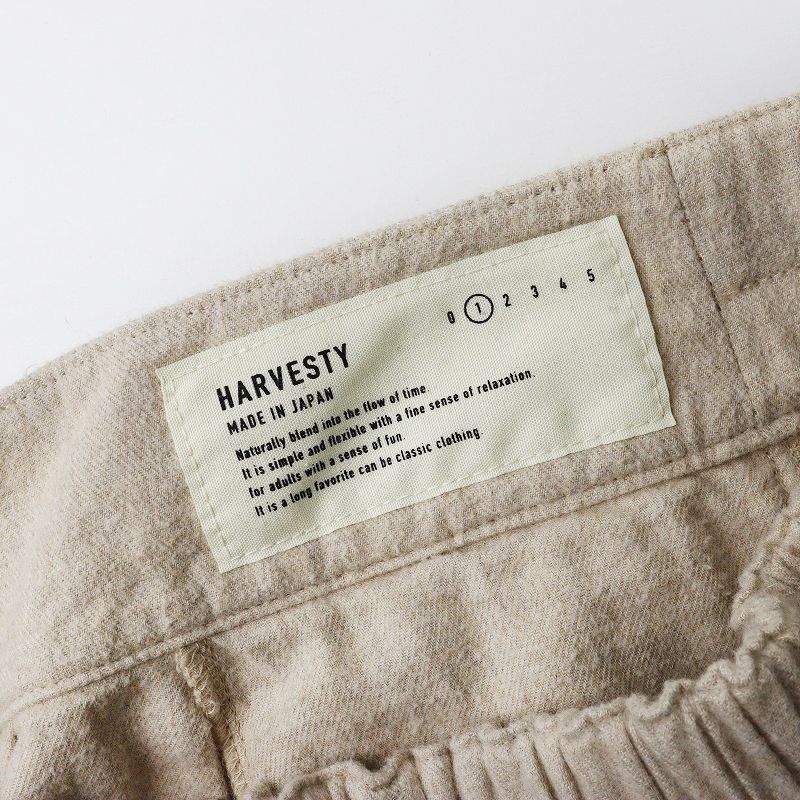 0 1 2 3 4 5
HARVESTY
MADE IN JAPAN
Naturally blend into the flow of time.
It is simple and flexible with a fine sense of relaxation.
for adults with a sense of fun.
It is a long favorite can be classic clothing.